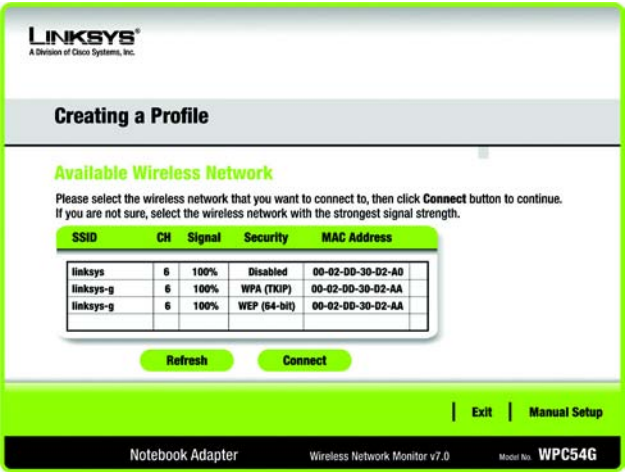 LINKSYS®
A Division of Cisco Systems, Inc.
Creating a Profile
Available Wireless Network
Please select the wireless network that you want to connect to, then click Connect button to continue.
If you are not sure, select the wireless network with the strongest signal strength.
SSID CH Signal Security MAC Address
linksys 6 100% Disabled 00-02-DD-30-D2-A0
linksys-g 6 100% WPA (TKIP) 00-02-DD-30-D2-AA
linksys-g 6 100% WEP (64-bit) 00-02-DD-30-D2-AA
Refresh Connect
Exit Manual Setup
Notebook Adapter Wireless Network Monitor v7.0 Model No. WPC54G